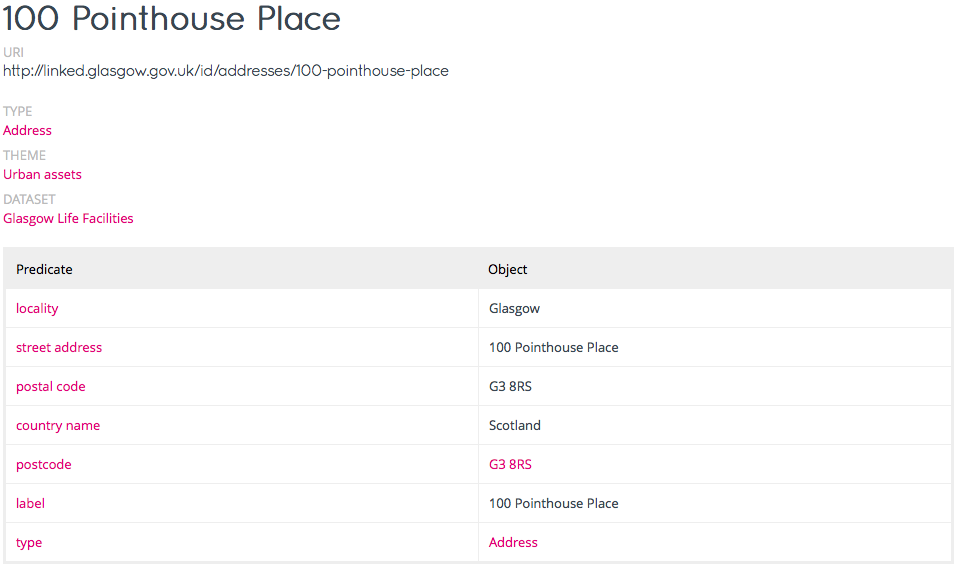 100 Pointhouse Place
URI
http://linked.glasgow.gov.uk/id/addresses/100-pointhouse-place
TYPE
Address
THEME
Urban assets
DATASET
Glasgow Life Facilities
Predicate Object
locality Glasgow
street address 100 Pointhouse Place
postal code G3 8RS
country name Scotland
postcode G3 8RS
label 100 Pointhouse Place
type Address